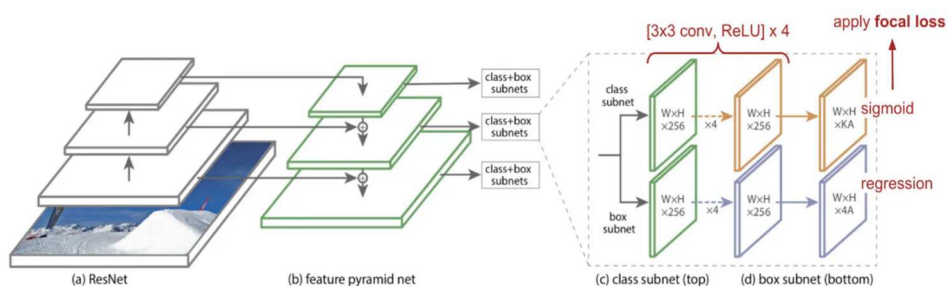 apply focal loss
[3x3 conv, ReLU] x 4
class+box
subnets
class+box
subnets
class+box
subnets
class
subnet
W×H
×256
×4
W×H
×256
W×H
×KA
sigmoid
box
subnet
W×H
×256
×4
W×H
×256
W×H
×4A
regression
(a) ResNet
(b) feature pyramid net
(c) class subnet (top)
(d) box subnet (bottom)